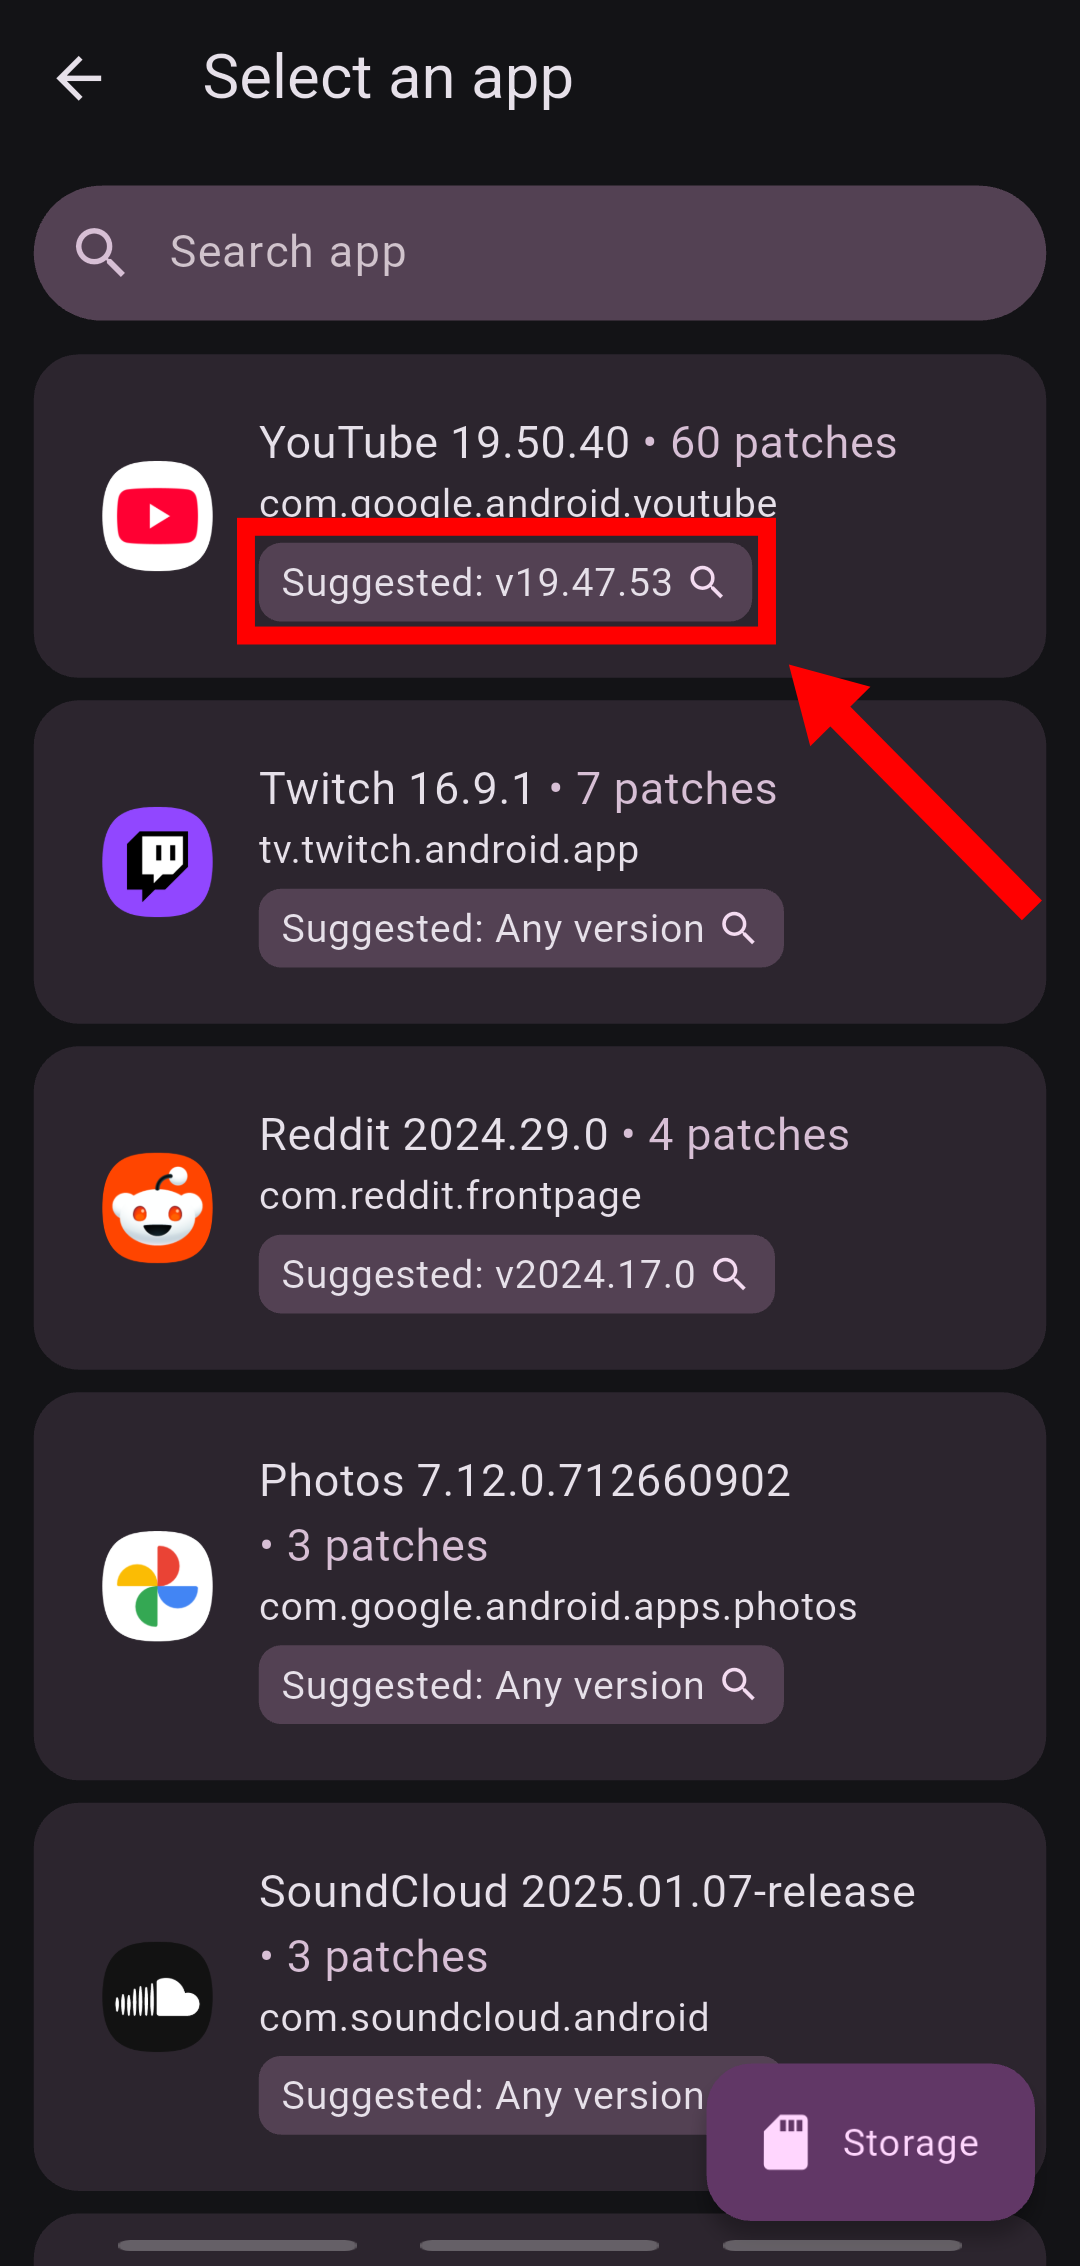 Select an app
Search app
YouTube 19.50.40 • 60 patches
com.google.android.youtube
Suggested: v19.47.53
Twitch 16.9.1 • 7 patches
tv.twitch.android.app
Suggested: Any version
Reddit 2024.29.0 • 4 patches
com.reddit.frontpage
Suggested: v2024.17.0
Photos 7.12.0.712660902
• 3 patches
com.google.android.apps.photos
Suggested: Any version
SoundCloud 2025.01.07-release
• 3 patches
com.soundcloud.android
Suggested: Any version
Storage